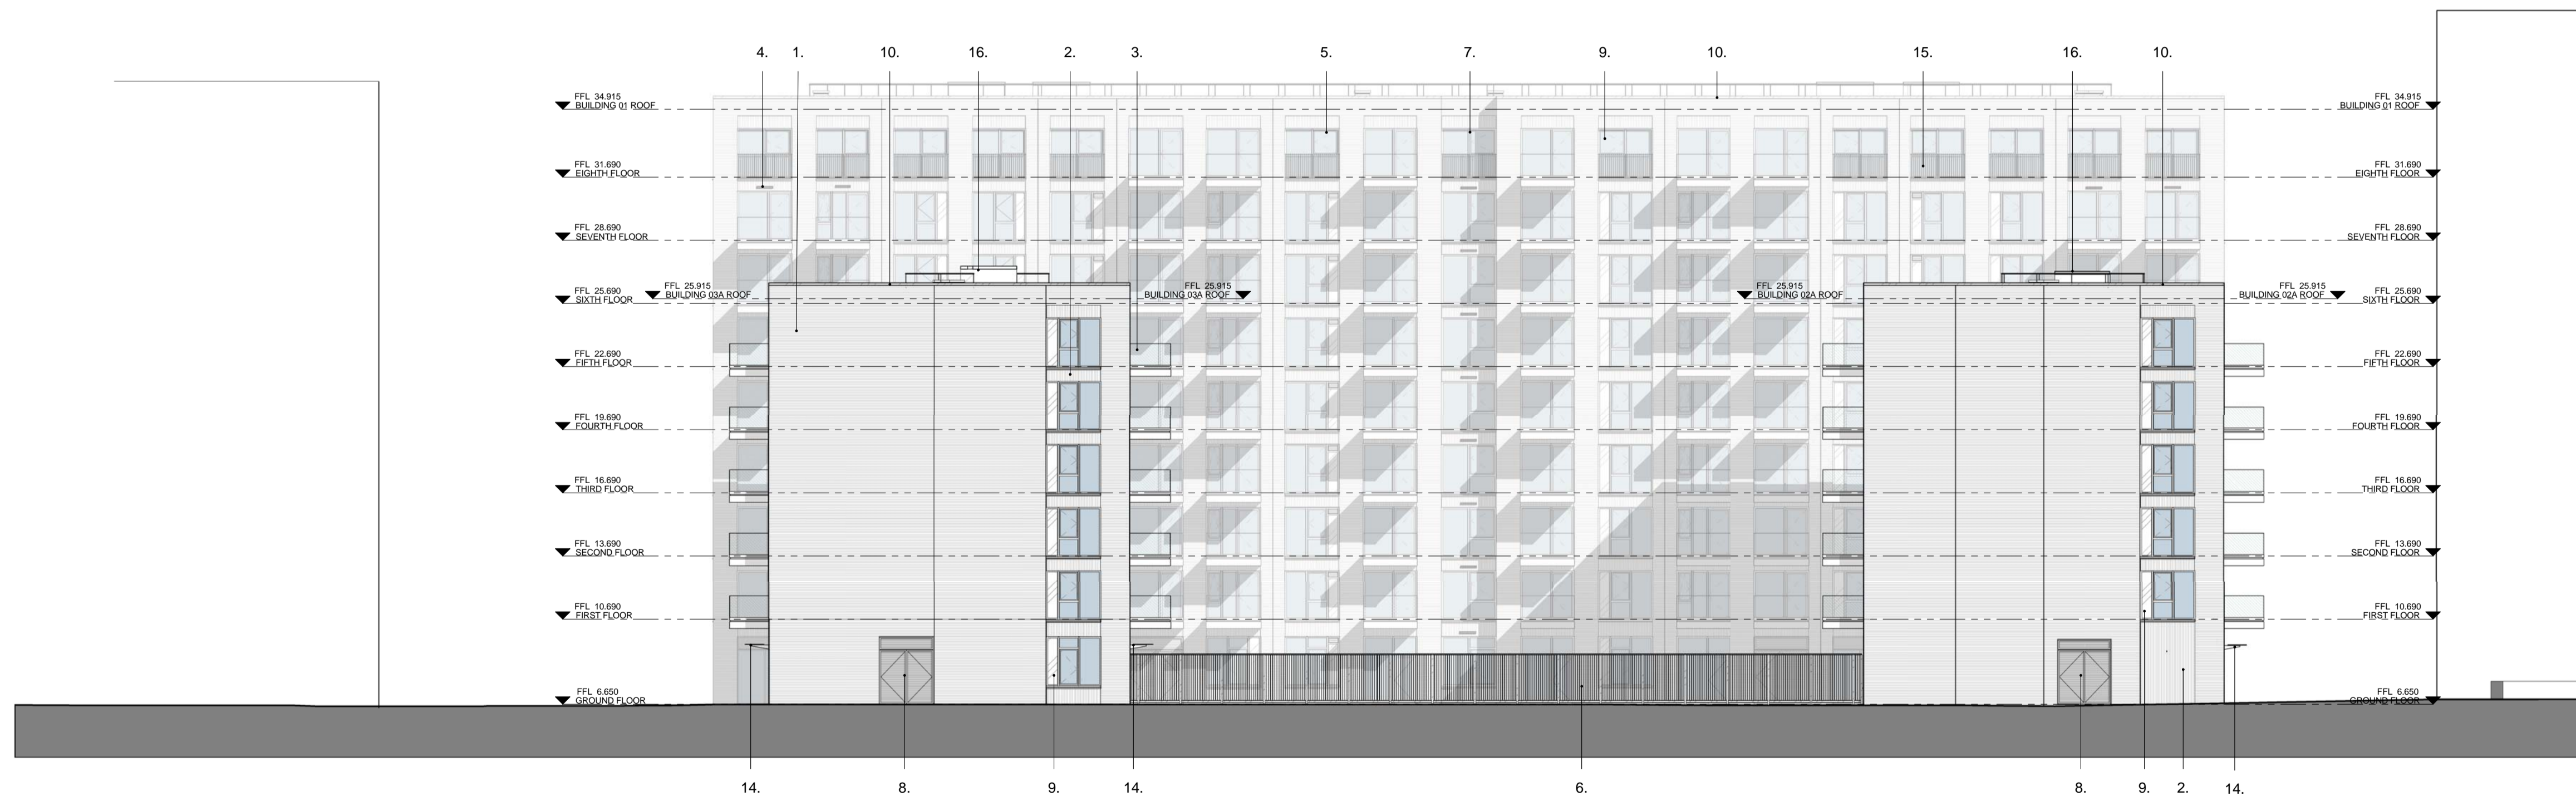 4. 1. 10. 16. 2. 3. 5. 7. 9. 10. 15. 16. 10.
FFL 34.915
BUILDING 01 ROOF
FFL 34.915
BUILDING 01 ROOF
FFL 31.690
EIGHTH FLOOR
FFL 31.690
EIGHTH FLOOR
FFL 28.690
SEVENTH FLOOR
FFL 28.690
SEVENTH FLOOR
FFL 25.690
SIXTH FLOOR
FFL 25.915
BUILDING 03A ROOF
FFL 25.915
BUILDING 03A ROOF
FFL 25.915
BUILDING 02A ROOF
FFL 25.915
BUILDING 02A ROOF
FFL 25.690
SIXTH FLOOR
FFL 22.690
FIFTH FLOOR
FFL 22.690
FIFTH FLOOR
FFL 19.690
FOURTH FLOOR
FFL 19.690
FOURTH FLOOR
FFL 16.690
THIRD FLOOR
FFL 16.690
THIRD FLOOR
FFL 13.690
SECOND FLOOR
FFL 13.690
SECOND FLOOR
FFL 10.690
FIRST FLOOR
FFL 10.690
FIRST FLOOR
FFL 6.650
GROUND FLOOR
FFL 6.650
GROUND FLOOR
14. 8. 9. 14. 6. 8. 9. 2. 14.